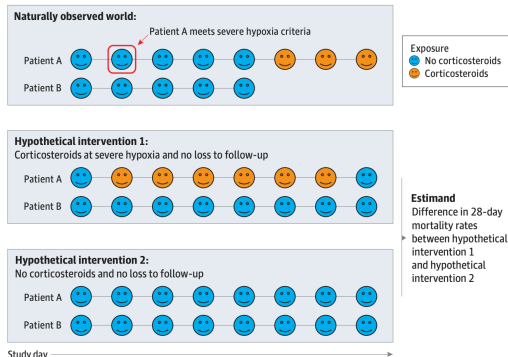 Naturally observed world:
Patient A meets severe hypoxia criteria
Patient A
Patient B
Exposure
No corticosteroids
Corticosteroids
Hypothetical intervention 1:
Corticosteroids at severe hypoxia and no loss to follow-up
Patient A
Patient B
Hypothetical intervention 2:
No corticosteroids and no loss to follow-up
Patient A
Patient B
Estimand
Difference in 28-day
mortality rates
between hypothetical
intervention 1
and hypothetical
intervention 2
Study day